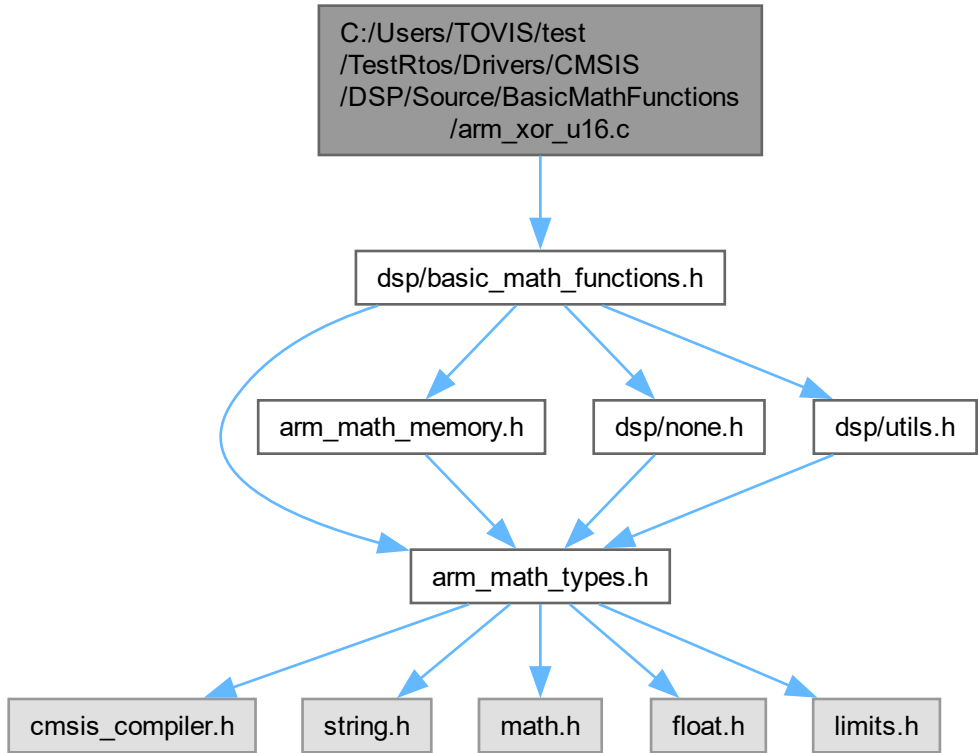 C:/Users/TOVIS/test
/TestRtos/Drivers/CMSIS
/DSP/Source/BasicMathFunctions
/arm_xor_u16.c
dsp/basic_math_functions.h
arm_math_memory.h
dsp/none.h
dsp/utils.h
arm_math_types.h
cmsis_compiler.h
string.h
math.h
float.h
limits.h